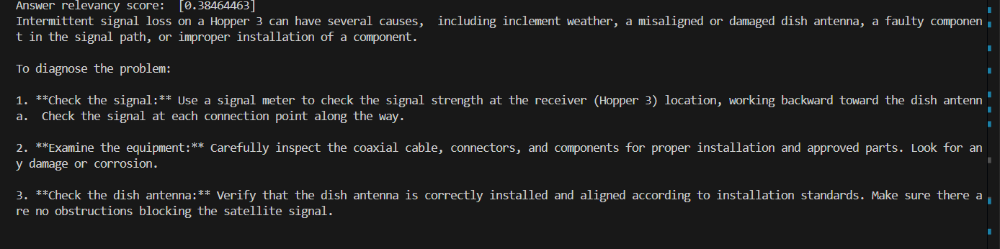 Answer relevancy score:  [0.38464463]
Intermittent signal loss on a Hopper 3 can have several causes,  including inclement weather, a misaligned or damaged dish antenna, a faulty componen
t in the signal path, or improper installation of a component.
To diagnose the problem:
1. **Check the signal:** Use a signal meter to check the signal strength at the receiver (Hopper 3) location, working backward toward the dish antenn
a.  Check the signal at each connection point along the way.
2. **Examine the equipment:** Carefully inspect the coaxial cable, connectors, and components for proper installation and approved parts. Look for an
y damage or corrosion.
3. **Check the dish antenna:** Verify that the dish antenna is correctly installed and aligned according to installation standards. Make sure there a
re no obstructions blocking the satellite signal.